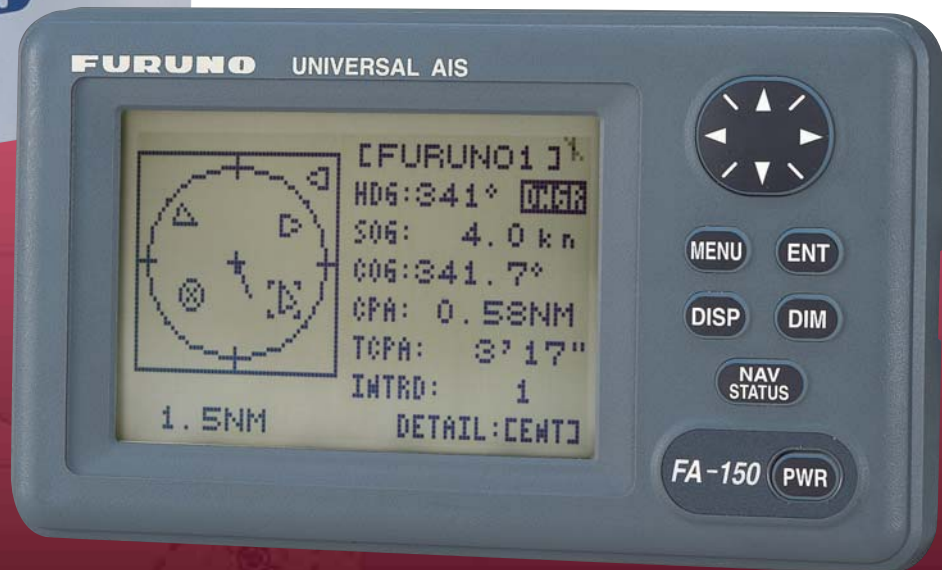 FURUNO UNIVERSAL AIS
[FURUNO1 ]
HDG:341°
SOG: 4.0kn
COG:341.7°
CPA: 0.58NM
TCPA: 3'17"
INTRD: 1
1.5NM
DETAIL:[ENT]
MENU
ENT
DISP
DIM
NAV
STATUS
FA-150
PWR